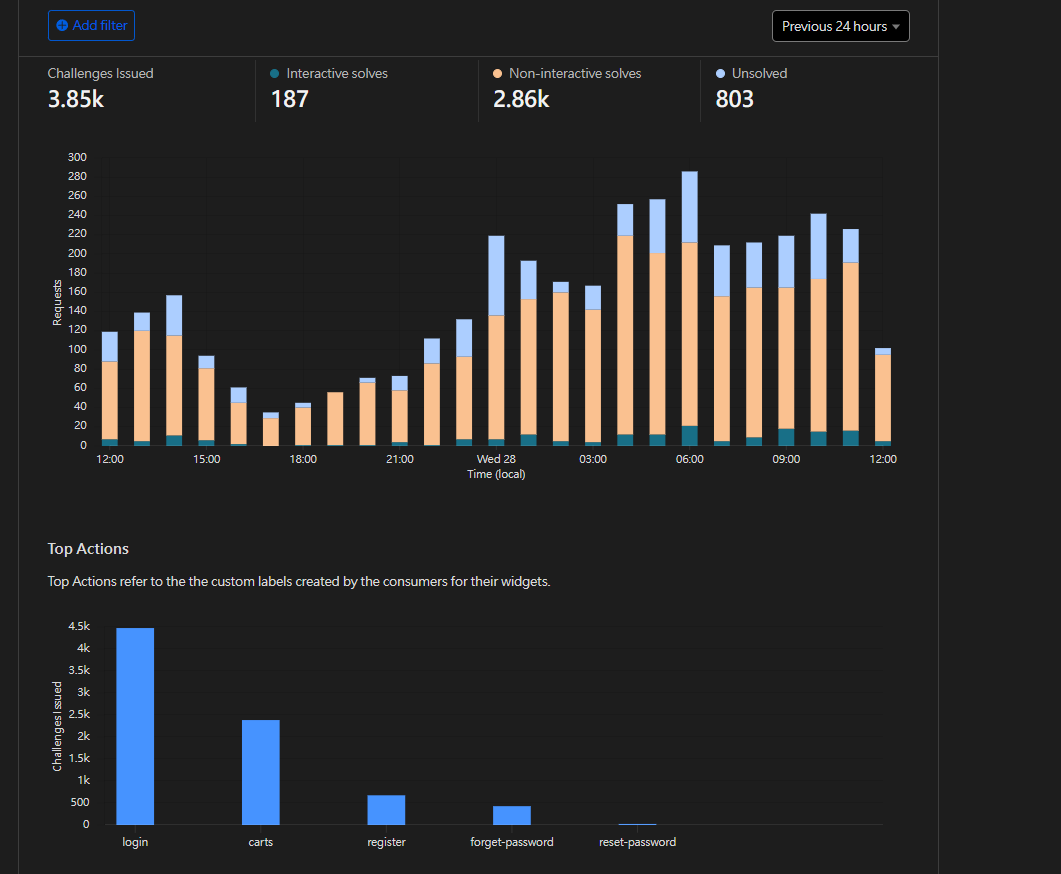 Add filter
Previous 24 hours
Challenges Issued
3.85k
Interactive solves
187
Non-interactive solves
2.86k
Unsolved
803
Requests
300
280
260
240
220
200
180
160
140
120
100
80
60
40
20
0
12:00 15:00 18:00 21:00 Wed 28 03:00 06:00 09:00 12:00
Time (local)
Top Actions
Top Actions refer to the the custom labels created by the consumers for their widgets.
Challenges Issued
4.5k
4k
3.5k
3k
2.5k
2k
1.5k
1k
500
0
login carts register forget-password reset-password